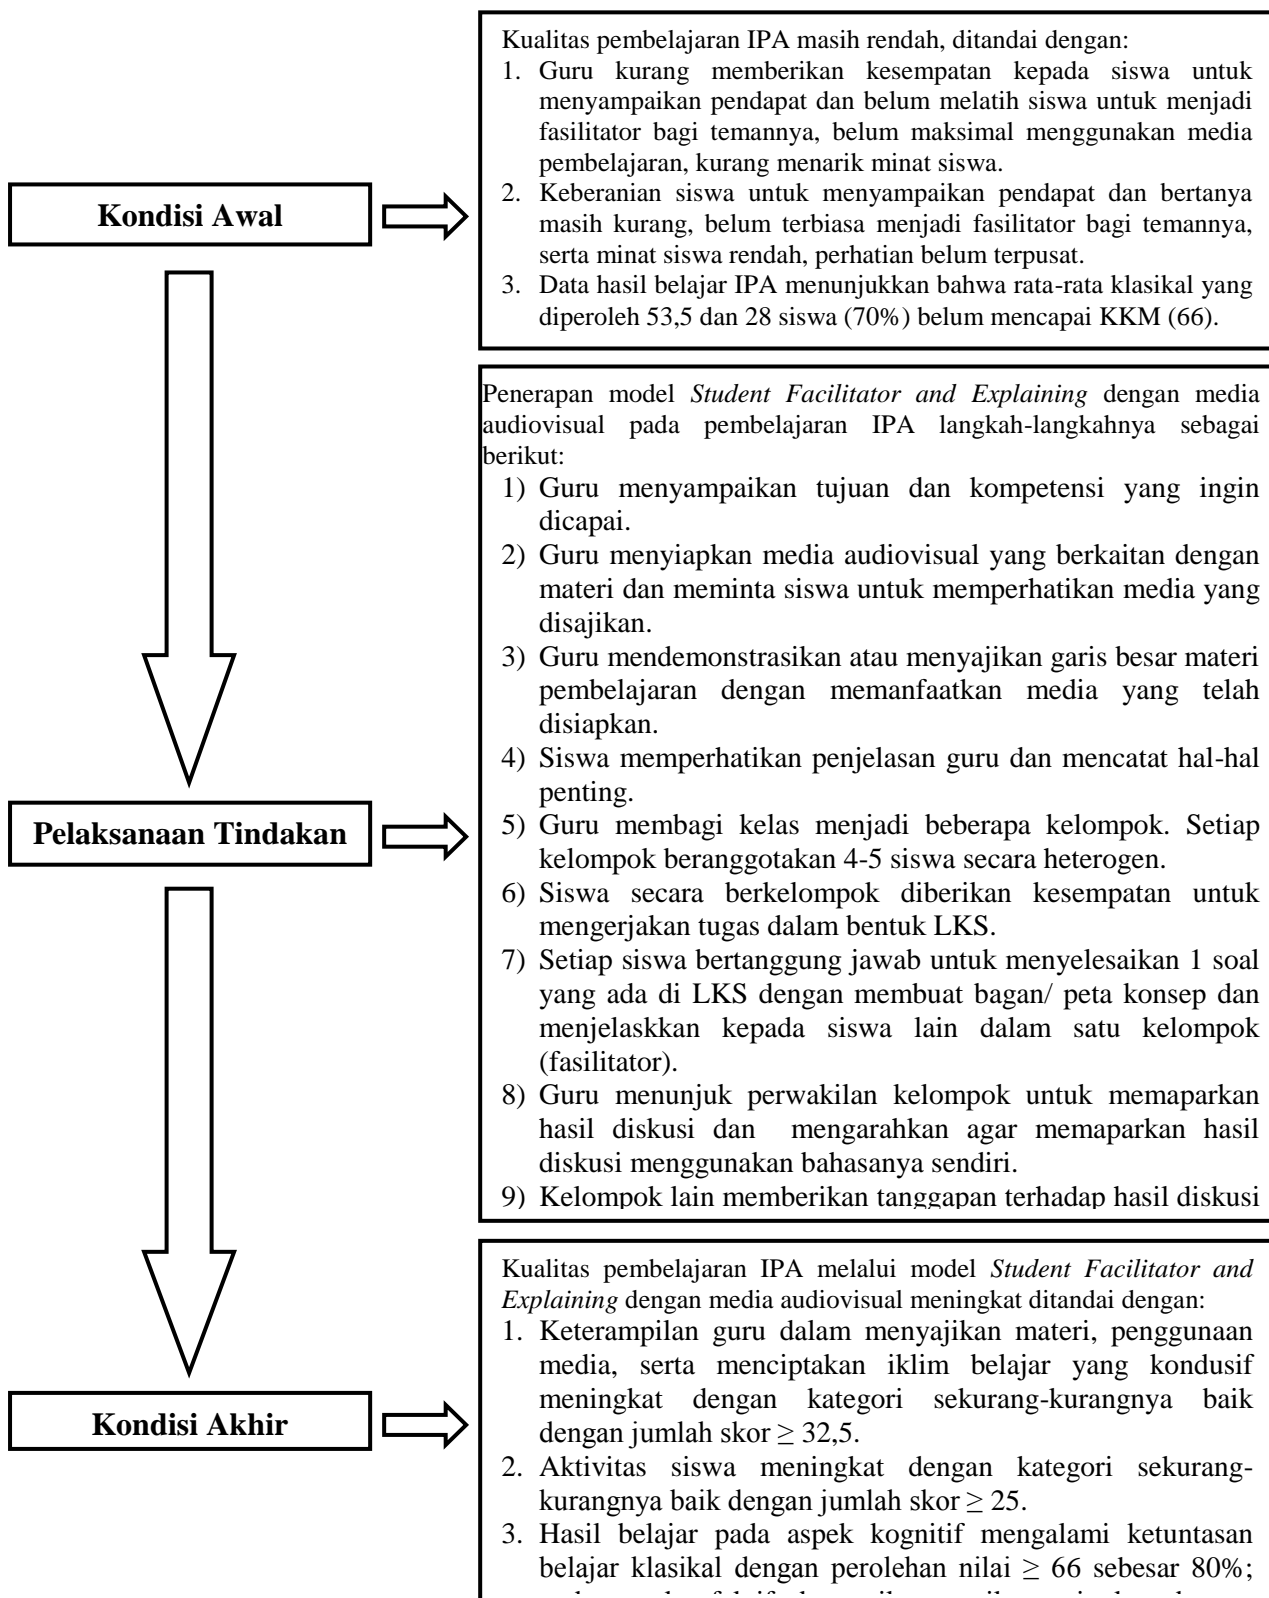 Kualitas pembelajaran IPA masih rendah, ditandai dengan:
1. Guru kurang memberikan kesempatan kepada siswa untuk
menyampaikan pendapat dan belum melatih siswa untuk menjadi
fasilitator bagi temannya, belum maksimal menggunakan media
pembelajaran, kurang menarik minat siswa.
2. Keberanian siswa untuk menyampaikan pendapat dan bertanya
masih kurang, belum terbiasa menjadi fasilitator bagi temannya,
serta minat siswa rendah, perhatian belum terpusat.
3. Data hasil belajar IPA menunjukkan bahwa rata-rata klasikal yang
diperoleh 53,5 dan 28 siswa (70%) belum mencapai KKM (66).
Kondisi Awal
Penerapan model Student Facilitator and Explaining dengan media
audiovisual pada pembelajaran IPA langkah-langkahnya sebagai
berikut:
1) Guru menyampaikan tujuan dan kompetensi yang ingin
dicapai.
2) Guru menyiapkan media audiovisual yang berkaitan dengan
materi dan meminta siswa untuk memperhatikan media yang
disajikan.
3) Guru mendemonstrasikan atau menyajikan garis besar materi
pembelajaran dengan memanfaatkan media yang telah
disiapkan.
4) Siswa memperhatikan penjelasan guru dan mencatat hal-hal
penting.
5) Guru membagi kelas menjadi beberapa kelompok. Setiap
kelompok beranggotakan 4-5 siswa secara heterogen.
6) Siswa secara berkelompok diberikan kesempatan untuk
mengerjakan tugas dalam bentuk LKS.
7) Setiap siswa bertanggung jawab untuk menyelesaikan 1 soal
yang ada di LKS dengan membuat bagan/ peta konsep dan
menjelaskkan kepada siswa lain dalam satu kelompok
(fasilitator).
8) Guru menunjuk perwakilan kelompok untuk memaparkan
hasil diskusi dan mengarahkan agar memaparkan hasil
diskusi menggunakan bahasanya sendiri.
9) Kelompok lain memberikan tanggapan terhadap hasil diskusi
Pelaksanaan Tindakan
Kualitas pembelajaran IPA melalui model Student Facilitator and
Explaining dengan media audiovisual meningkat ditandai dengan:
1. Keterampilan guru dalam menyajikan materi, penggunaan
media, serta menciptakan iklim belajar yang kondusif
meningkat dengan kategori sekurang-kurangnya baik
dengan jumlah skor ≥ 32,5.
2. Aktivitas siswa meningkat dengan kategori sekurang-
kurangnya baik dengan jumlah skor ≥ 25.
3. Hasil belajar pada aspek kognitif mengalami ketuntasan
belajar klasikal dengan perolehan nilai ≥ 66 sebesar 80%;
Kondisi Akhir